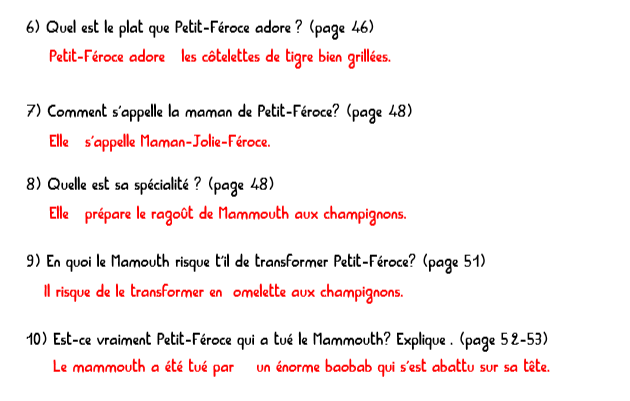 6) Quel est le plat que Petit-Féroce adore ? (page 46)
Petit-Féroce adore les côtelettes de tigre bien grillées.
7) Comment s'appelle la maman de Petit-Féroce? (page 48)
Elle s'appelle Maman-Jolie-Féroce.
8) Quelle est sa spécialité ? (page 48)
Elle prépare le ragoût de Mammouth aux champignons.
9) En quoi le Mamouth risque t'il de transformer Petit-Féroce? (page 51)
Il risque de le transformer en omelette aux champignons.
10) Est-ce vraiment Petit-Féroce qui a tué le Mammouth? Explique . (page 52-53)
Le mammouth a été tué par un énorme baobab qui s'est abattu sur sa tête.